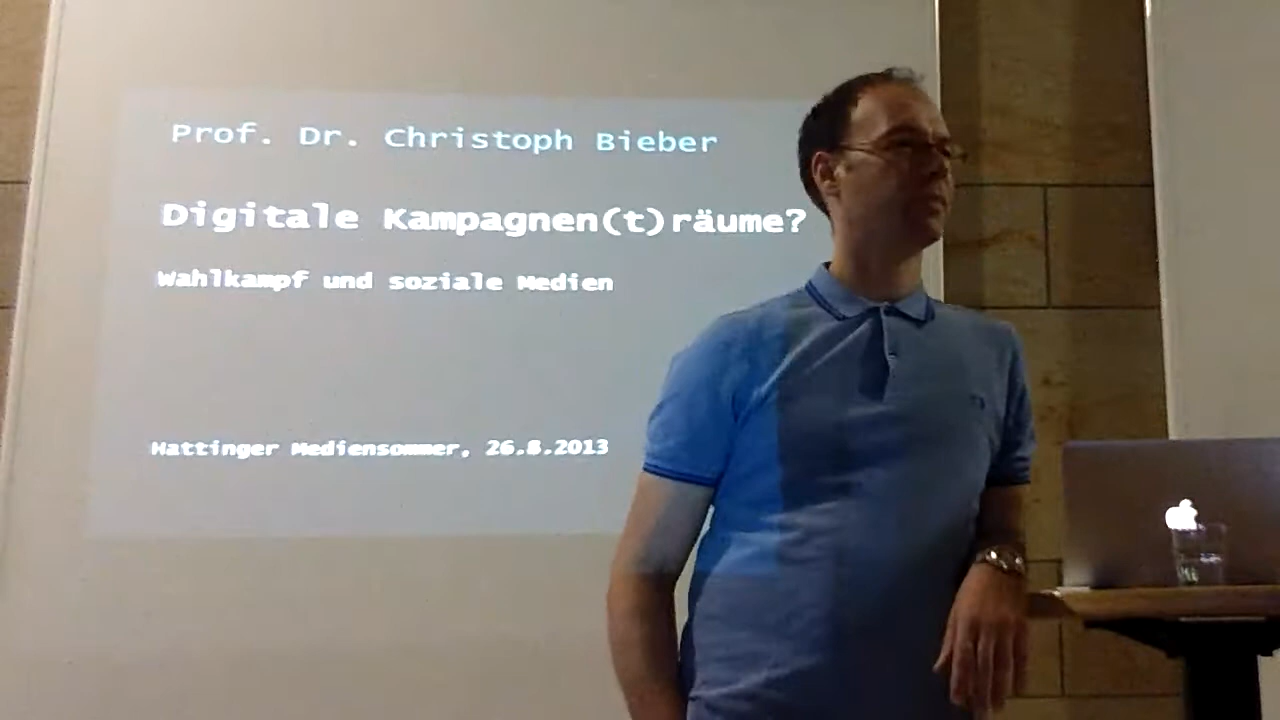 Prof. Dr. Christoph Bieber
Digitale Kampagnen(t)räume?
Wahlkampf und soziale Medien
Hattinger Mediensommer, 26.8.2013